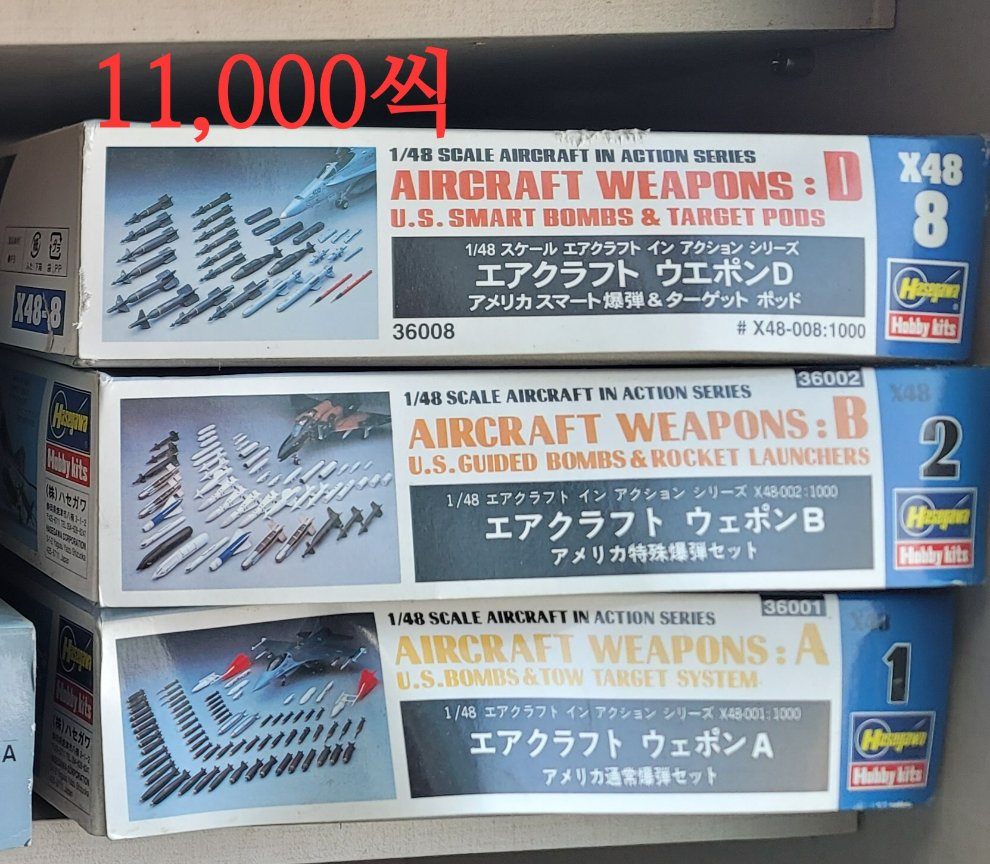 11,000씩
1/48 SCALE AIRCRAFT IN ACTION SERIES
AIRCRAFT WEAPONS : D
U.S. SMART BOMBS & TARGET PODS
1/48 スケール エアクラフト イン アクション シリーズ
エアクラフト ウエポンD
アメリカ スマート爆弾&ターゲット ポッド
36008
# X48-008:1000
X48
8
Hasegawa
Hobby kits
X48-8
36002
1/48 SCALE AIRCRAFT IN ACTION SERIES
AIRCRAFT WEAPONS : B
U.S. GUIDED BOMBS & ROCKET LAUNCHERS
1/48 エアクラフト イン アクション シリーズ X48-002:1000
エアクラフト ウェポンB
アメリカ特殊爆弾セット
X48
2
Hasegawa
Hobby kits
Hasegawa
Hobby kits
(株)ハセガワ
36001
1/48 SCALE AIRCRAFT IN ACTION SERIES
AIRCRAFT WEAPONS : A
U.S. BOMBS & TOW TARGET SYSTEM
1/48 エアクラフト イン アクション シリーズ X48-001:1000
エアクラフト ウェポンA
アメリカ通常爆弾セット
X48
1
Hasegawa
Hobby kits
Hasegawa
Hobby kits
(株)ハセガワ
A